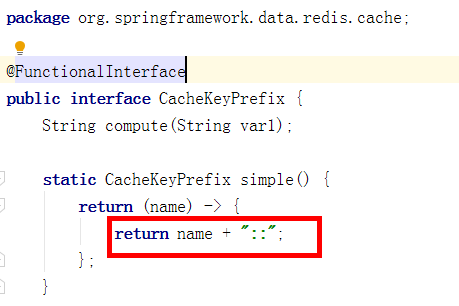 package org.springframework.data.redis.cache;
@FunctionalInterface
public interface CacheKeyPrefix {
String compute(String var1);
static CacheKeyPrefix simple() {
return (name) -> {
return name + "::";
};
}